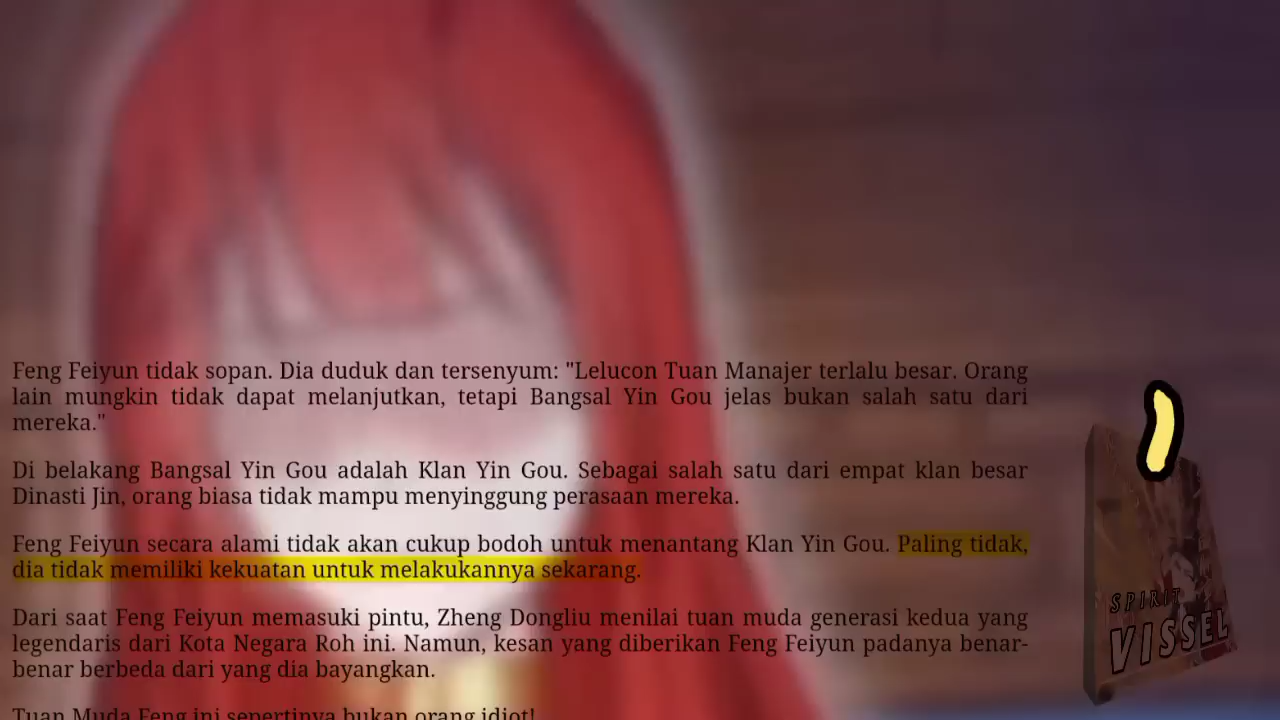 Feng Feiyun tidak sopan. Dia duduk dan tersenyum: "Lelucon Tuan Manajer terlalu besar. Orang
lain mungkin tidak dapat melanjutkan, tetapi Bangsal Yin Gou jelas bukan salah satu dari
mereka."
Di belakang Bangsal Yin Gou adalah Klan Yin Gou. Sebagai salah satu dari empat klan besar
Dinasti Jin, orang biasa tidak mampu menyinggung perasaan mereka.
Feng Feiyun secara alami tidak akan cukup bodoh untuk menantang Klan Yin Gou. Paling tidak,
dia tidak memiliki kekuatan untuk melakukannya sekarang.
Dari saat Feng Feiyun memasuki pintu, Zheng Dongliu menilai tuan muda generasi kedua yang
legendaris dari Kota Negara Roh ini. Namun, kesan yang diberikan Feng Feiyun padanya benar-
benar berbeda dari yang dia bayangkan.
Tuan Muda Feng ini sepertinya bukan orang idiot!
SPIRIT
VISSEL